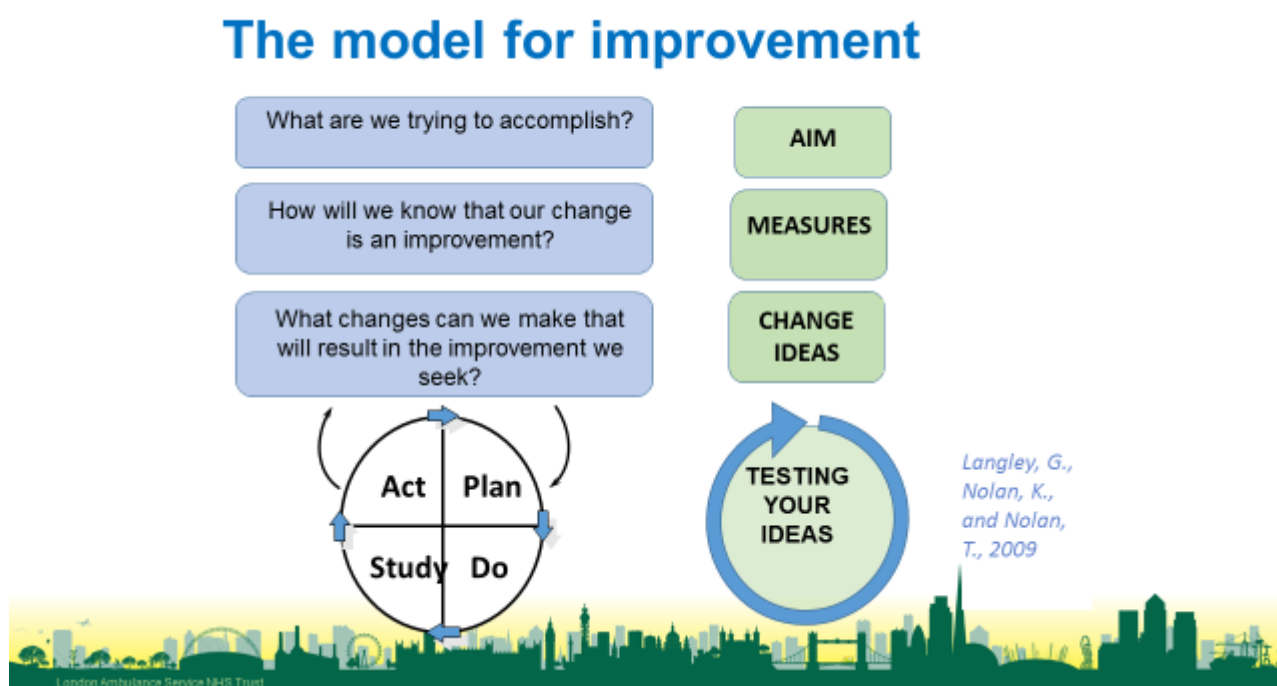 The model for improvement
What are we trying to accomplish?
AIM
How will we know that our change
is an improvement?
MEASURES
What changes can we make that
will result in the improvement we
seek?
CHANGE
IDEAS
Act
Plan
Study
Do
TESTING
YOUR
IDEAS
Langley, G.,
Nolan, K.,
and Nolan,
T., 2009
London Ambulance Service NHS Trust